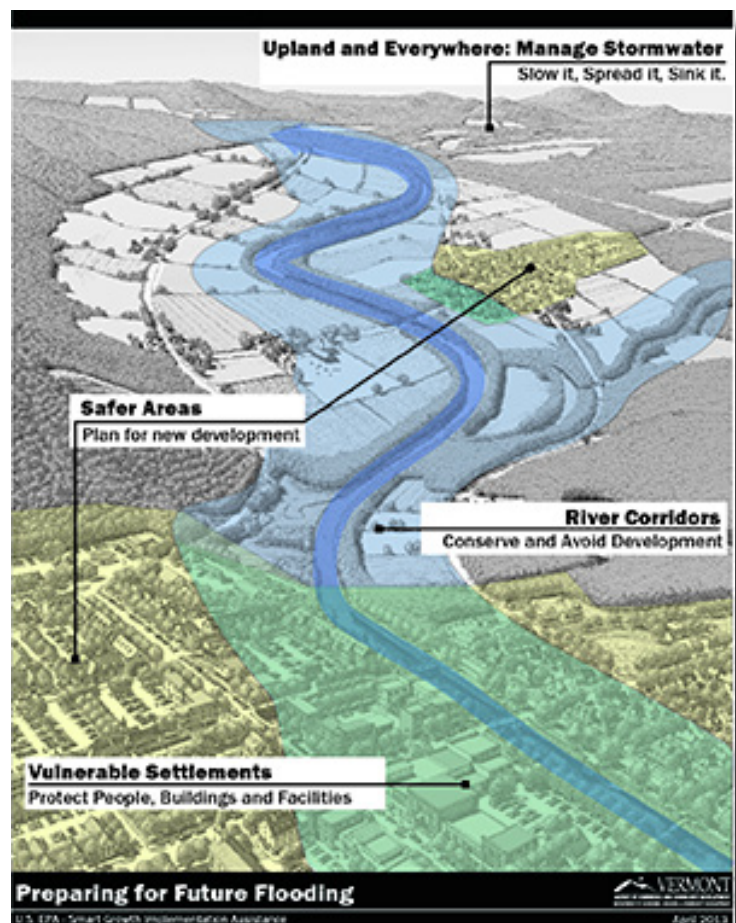 Upland and Everywhere: Manage Stormwater
Slow it, Spread it, Sink it.
Safer Areas
Plan for new development
River Corridors
Conserve and Avoid Development
Vulnerable Settlements
Protect People, Buildings and Facilities
Preparing for Future Flooding
VERMONT
U.S. EPA - Smart Growth Implementation Assistance
April 2013